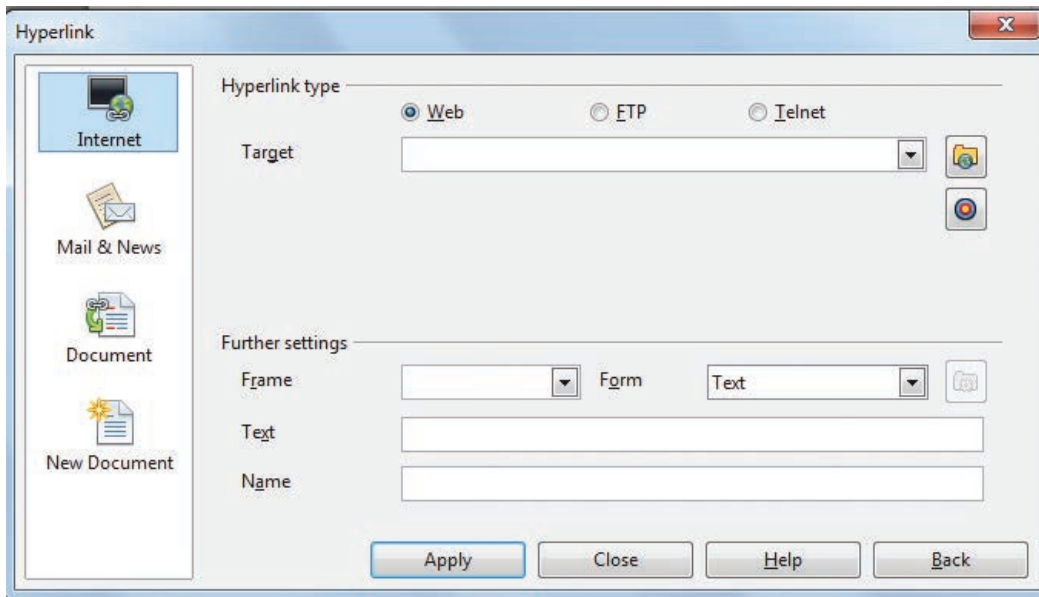 Hyperlink
Internet
Mail & News
Document
New Document
Hyperlink type
Web FTP Telnet
Target
Further settings
Frame Form Text
Text
Name
Apply Close Help Back